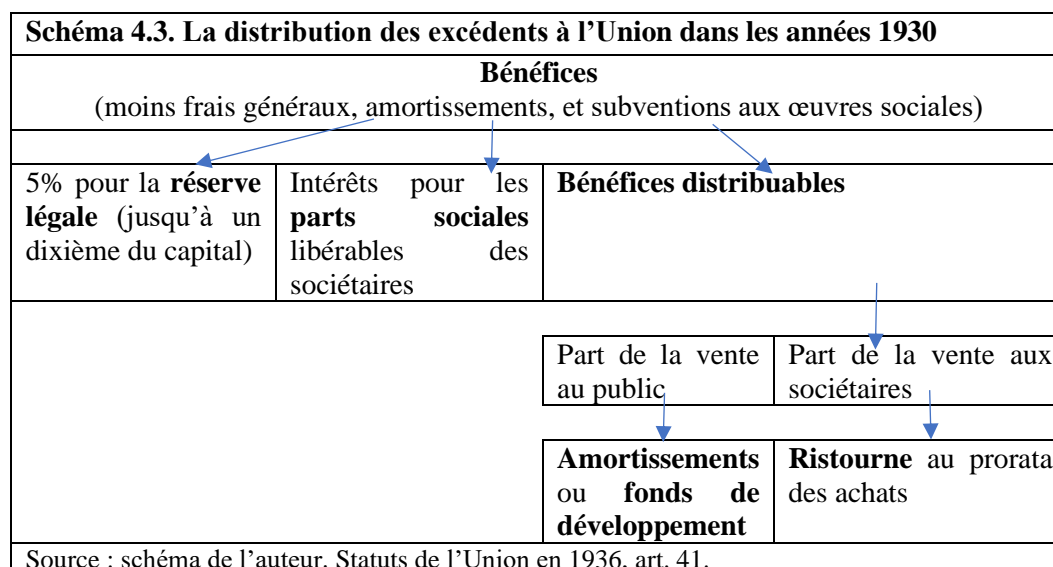 Schéma 4.3. La distribution des excédents à l’Union dans les années 1930
Bénéfices
(moins frais généraux, amortissements, et subventions aux œuvres sociales)
5% pour la réserve
légale (jusqu’à un
dixième du capital)
Intérêts pour les
parts sociales
libérables des
sociétaires
Bénéfices distribuables
Part de la vente
au public
Part de la vente aux
sociétaires
Amortissements
ou fonds de
développement
Ristourne au prorata
des achats
Source : schéma de l’auteur. Statuts de l’Union en 1936, art. 41.